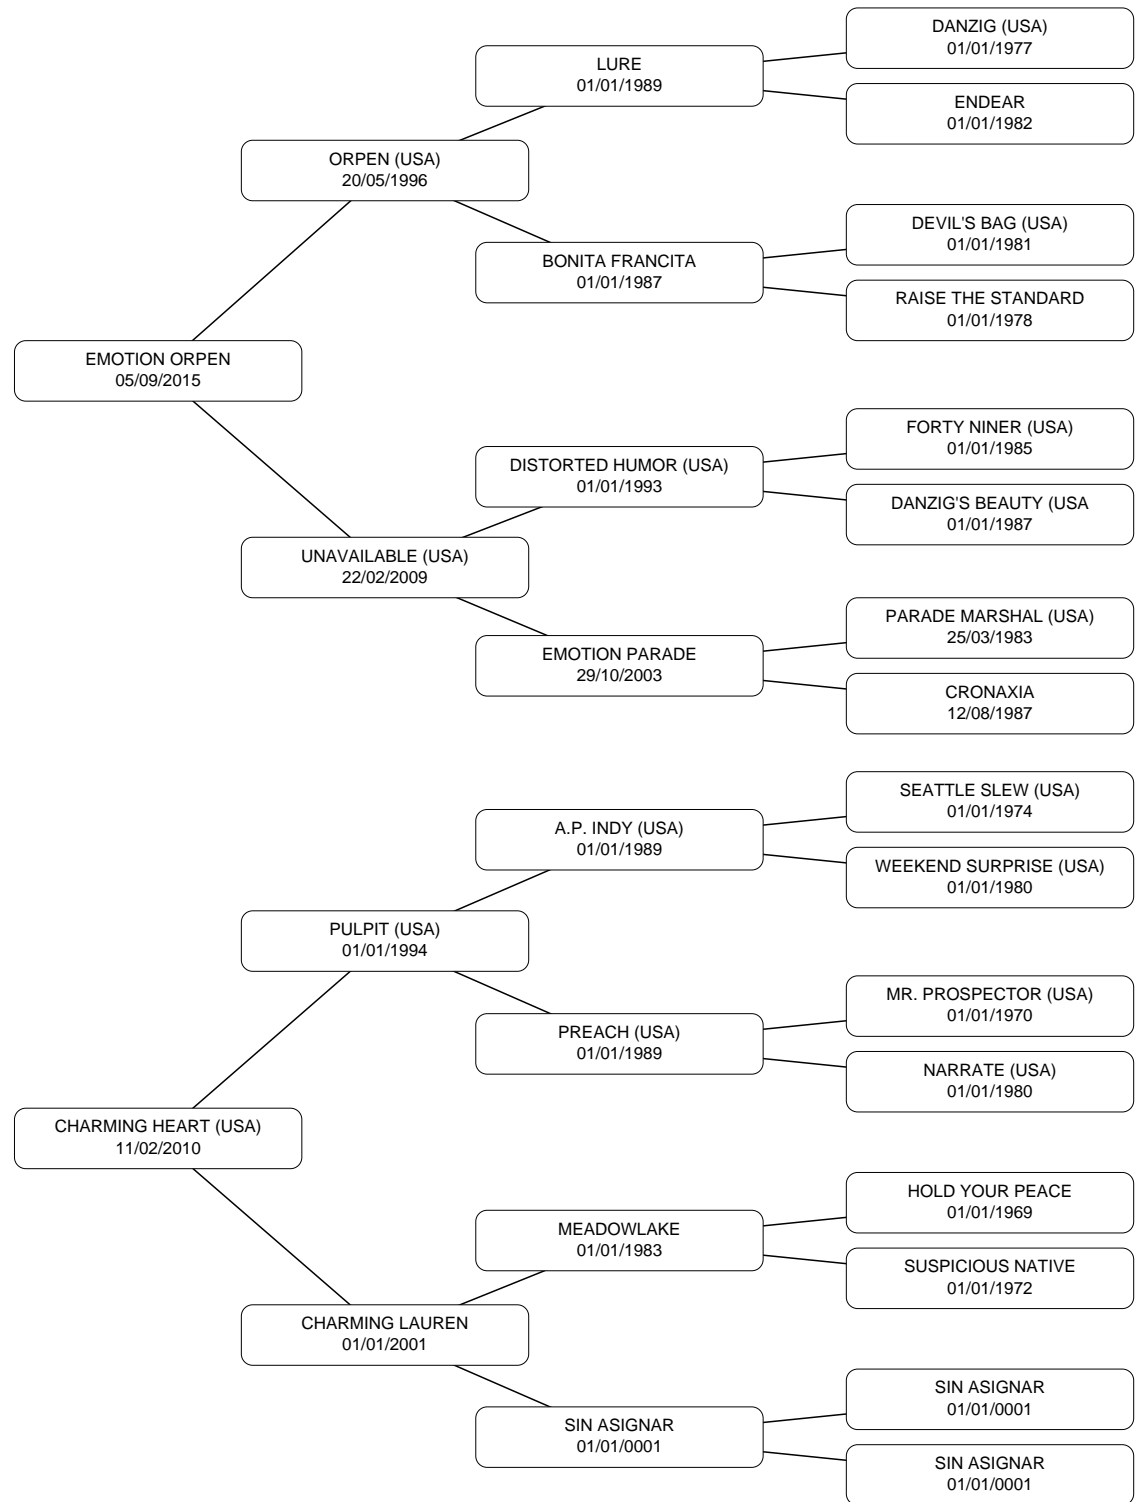 DANZIG (USA)
01/01/1977
LURE
01/01/1989
ENDEAR
01/01/1982
ORPEN (USA)
20/05/1996
DEVIL'S BAG (USA)
01/01/1981
BONITA FRANCITA
01/01/1987
RAISE THE STANDARD
01/01/1978
EMOTION ORPEN
05/09/2015
FORTY NINER (USA)
01/01/1985
DISTORTED HUMOR (USA)
01/01/1993
DANZIG'S BEAUTY (USA
01/01/1987
UNAVAILABLE (USA)
22/02/2009
PARADE MARSHAL (USA)
25/03/1983
EMOTION PARADE
29/10/2003
CRONAXIA
12/08/1987
SEATTLE SLEW (USA)
01/01/1974
A.P. INDY (USA)
01/01/1989
WEEKEND SURPRISE (USA)
01/01/1980
PULPIT (USA)
01/01/1994
MR. PROSPECTOR (USA)
01/01/1970
PREACH (USA)
01/01/1989
NARRATE (USA)
01/01/1980
CHARMING HEART (USA)
11/02/2010
HOLD YOUR PEACE
01/01/1969
MEADOWLAKE
01/01/1983
SUSPICIOUS NATIVE
01/01/1972
CHARMING LAUREN
01/01/2001
SIN ASIGNAR
01/01/0001
SIN ASIGNAR
01/01/0001
SIN ASIGNAR
01/01/0001